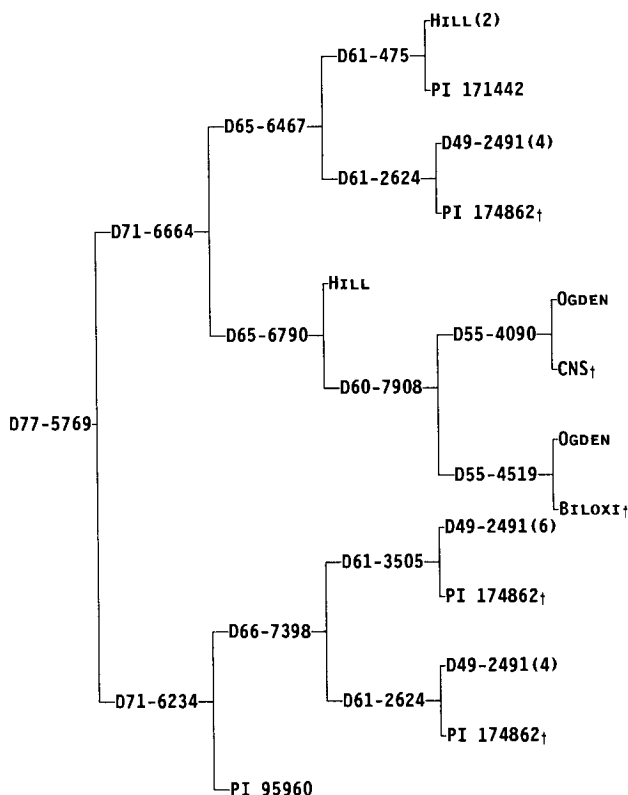 HILL(2)
D61-475
PI 171442
D65-6467
D49-2491(4)
D61-2624
PI 174862†
D71-6664
HILL
D65-6790
OGDEN
D55-4090
CNS†
D60-7908
D77-5769
OGDEN
D55-4519
BILOXI†
D49-2491(6)
D61-3505
PI 174862†
D66-7398
D49-2491(4)
D61-2624
D71-6234
PI 174862†
PI 95960